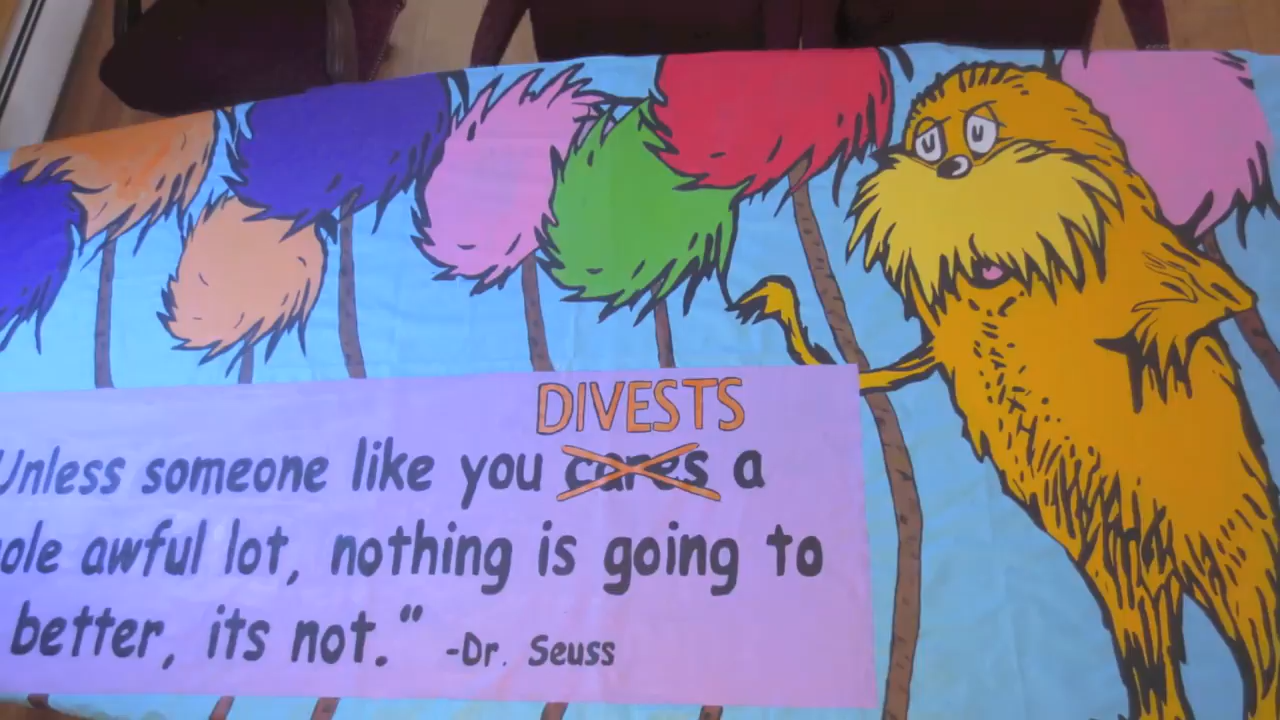 DIVESTS
Unless someone like you cares a
ole awful lot, nothing is going to
better, its not."
-Dr. Seuss